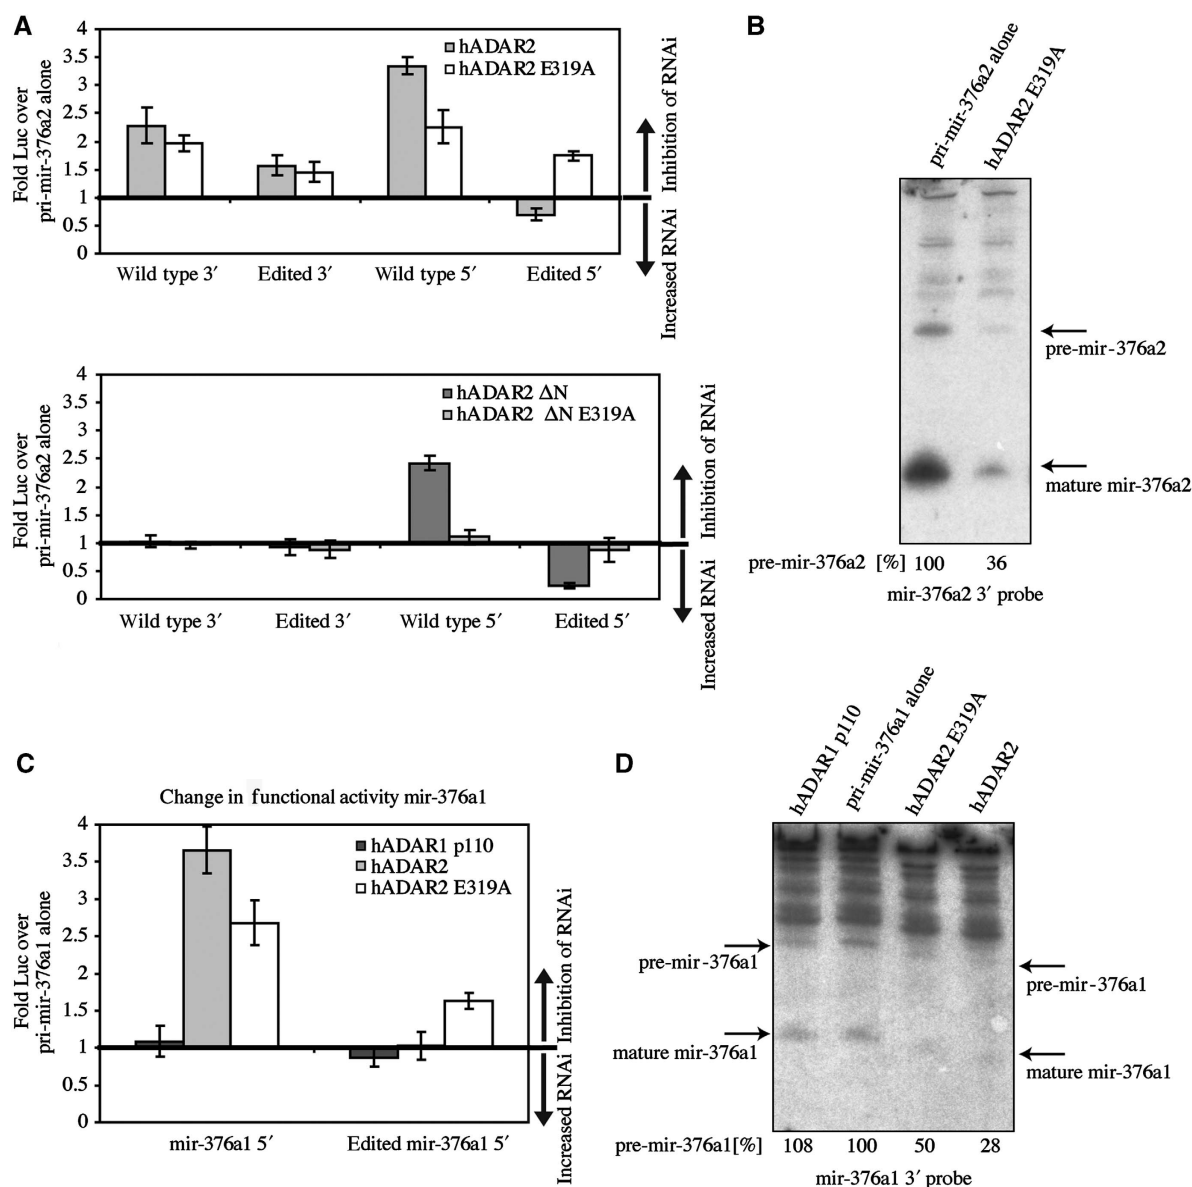 A
4
3.5
3
2.5
2
1.5
1
0.5
0
Fold Luc over
pri-mir-376a2 alone
hADAR2
hADAR2 E319A
Wild type 3′
Edited 3′
Wild type 5′
Edited 5′
Inhibition of RNAi
Increased RNAi
4
3.5
3
2.5
2
1.5
1
0.5
0
Fold Luc over
pri-mir-376a2 alone
hADAR2 ΔN
hADAR2 ΔN E319A
Wild type 3′
Edited 3′
Wild type 5′
Edited 5′
Inhibition of RNAi
Increased RNAi
B
pri-mir-376a2 alone
hADAR2 E319A
pre-mir-376a2
mature mir-376a2
pre-mir-376a2 [%] 100 36
mir-376a2 3′ probe
C
Change in functional activity mir-376a1
4
3.5
3
2.5
2
1.5
1
0.5
0
Fold Luc over
pri-mir-376a1 alone
hADAR1 p110
hADAR2
hADAR2 E319A
mir-376a1 5′
Edited mir-376a1 5′
Inhibition of RNAi
Increased RNAi
D
hADAR1 p110
pri-mir-376a1 alone
hADAR2 E319A
hADAR2
pre-mir-376a1
pre-mir-376a1
mature mir-376a1
mature mir-376a1
pre-mir-376a1[%] 108 100 50 28
mir-376a1 3′ probe